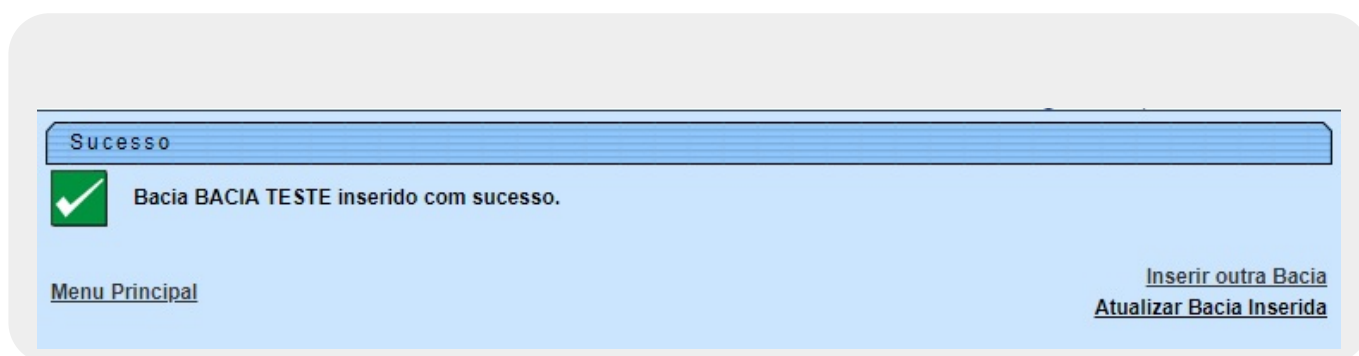 Sucesso
Bacia BACIA TESTE inserido com sucesso.
Inserir outra Bacia
Menu Principal
Atualizar Bacia Inserida